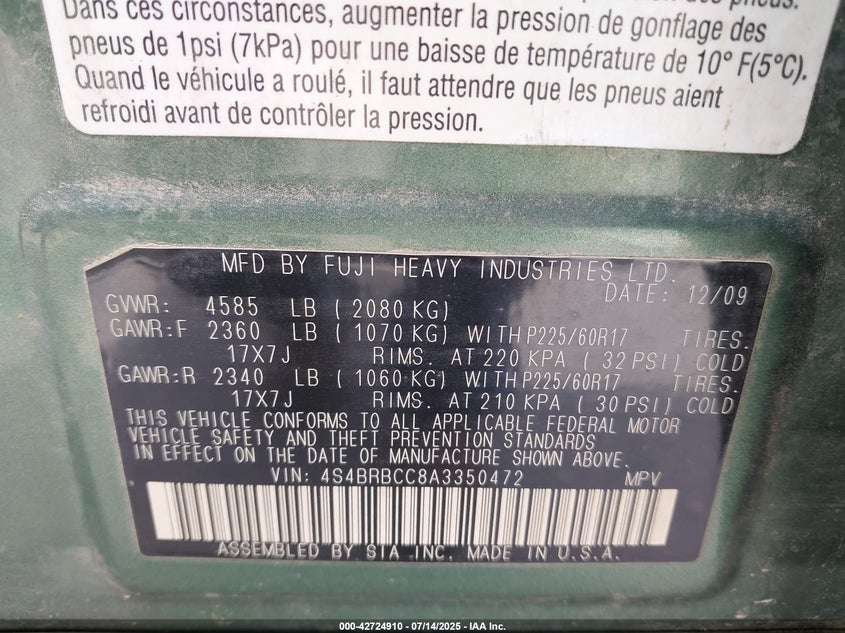 Dans ces circonstances, augmenter la pression de gonflage des
pneus de 1psi (7kPa) pour une baisse de température de 10° F(5°C).
Quand le véhicule a roulé, il faut attendre que les pneus aient
refroidi avant de contrôler la pression.
MFD BY FUJI HEAVY INDUSTRIES LTD.
DATE: 12/09
GVWR: 4585 LB ( 2080 KG)
GAWR:F 2360 LB ( 1070 KG) WITH P225/60R17 TIRES.
17X7J RIMS. AT 220 KPA ( 32 PSI) COLD
GAWR:R 2340 LB ( 1060 KG) WITH P225/60R17 TIRES.
17X7J RIMS. AT 210 KPA ( 30 PSI) COLD
THIS VEHICLE CONFORMS TO ALL APPLICABLE FEDERAL MOTOR
VEHICLE SAFETY AND THEFT PREVENTION STANDARDS
IN EFFECT ON THE DATE OF MANUFACTURE SHOWN ABOVE.
VIN: 4S4BRBCC8A3350472 MPV
ASSEMBLED BY SIA INC. MADE IN U.S.A.
000-42724910 - 07/14/2025 - IAA Inc.